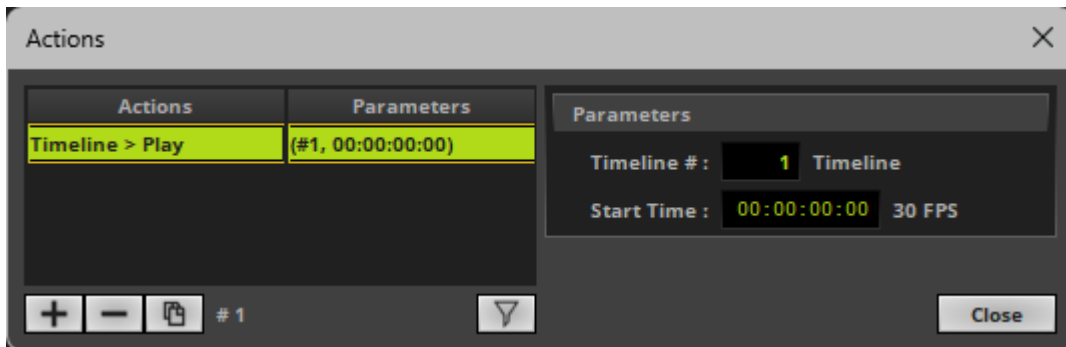 Actions
Actions Parameters
Timeline > Play (#1, 00:00:00:00)
Parameters
Timeline # : 1 Timeline
Start Time : 00:00:00:00 30 FPS
# 1
Close